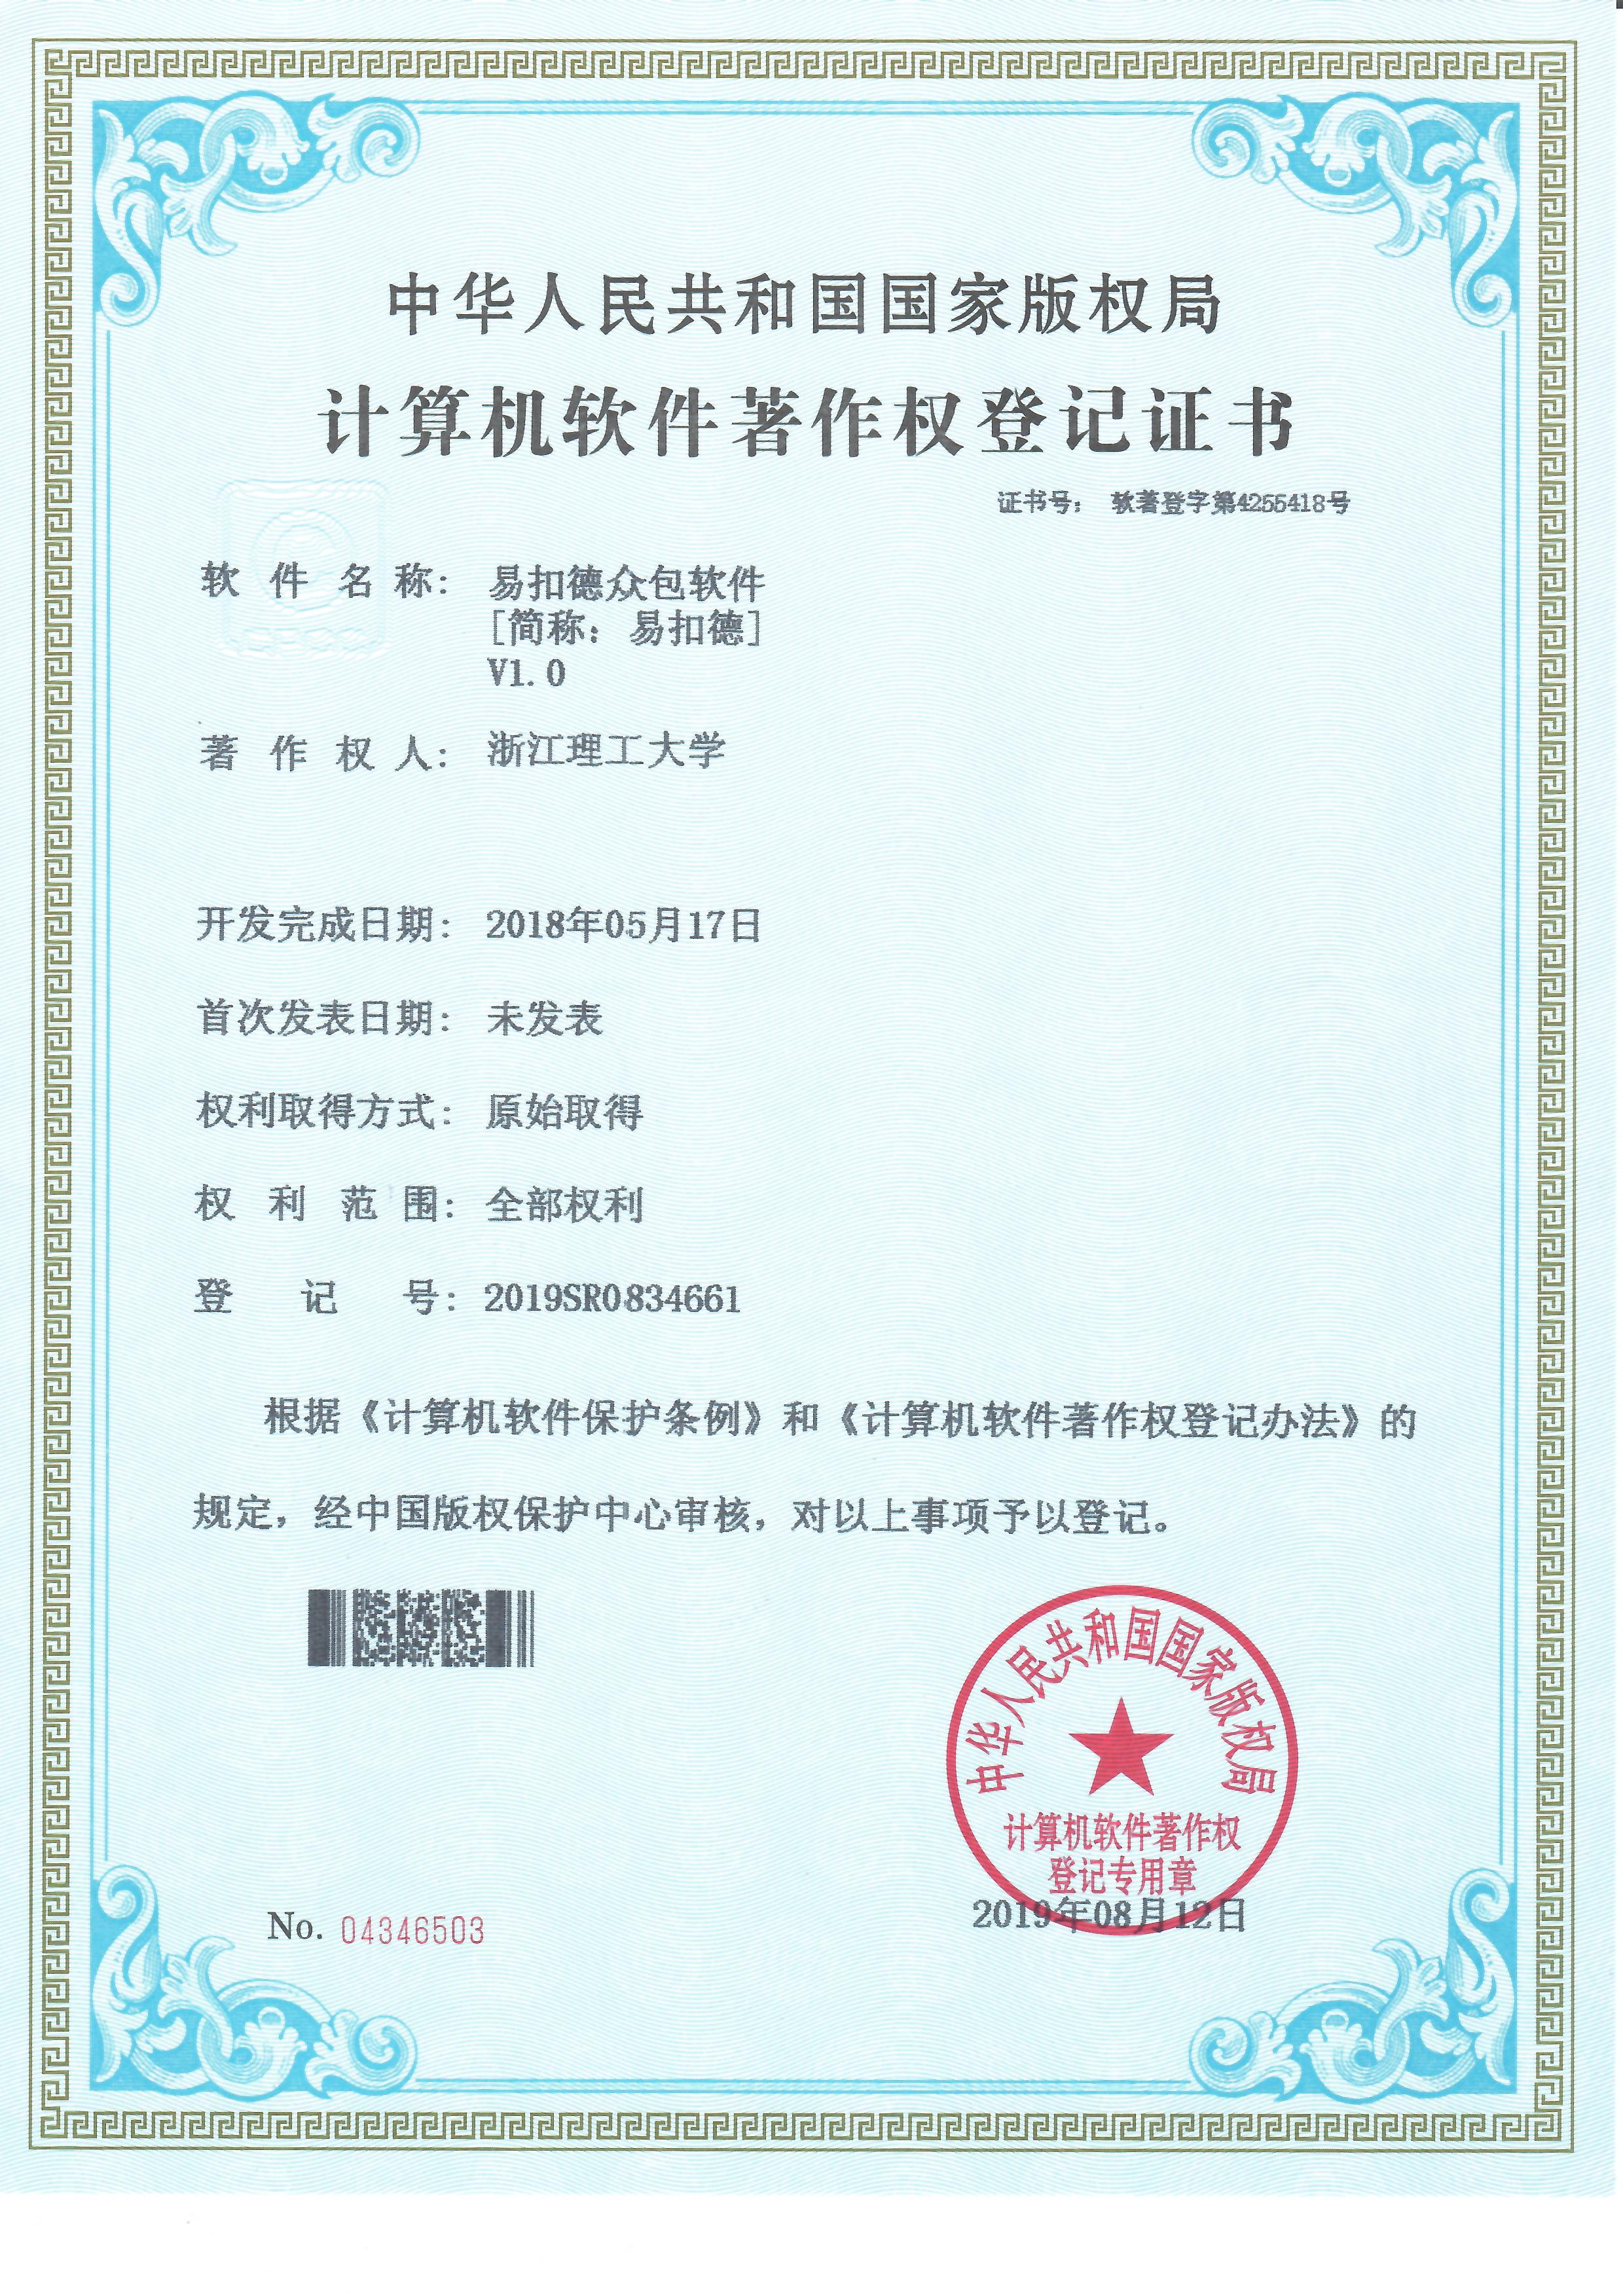 中华人民共和国国家版权局
计算机软件著作权登记证书
证书号： 软著登字第4255418号
软件名称： 易扣德众包软件
[简称：易扣德]
V1.0
著作权人： 浙江理工大学
开发完成日期： 2018年05月17日
首次发表日期： 未发表
权利取得方式： 原始取得
权利范围： 全部权利
登记号： 2019SR0834661
根据《计算机软件保护条例》和《计算机软件著作权登记办法》的
规定，经中国版权保护中心审核，对以上事项予以登记。
中华人民共和国国家版权局
计算机软件著作权
登记专用章
2019年08月12日
No. 04346503